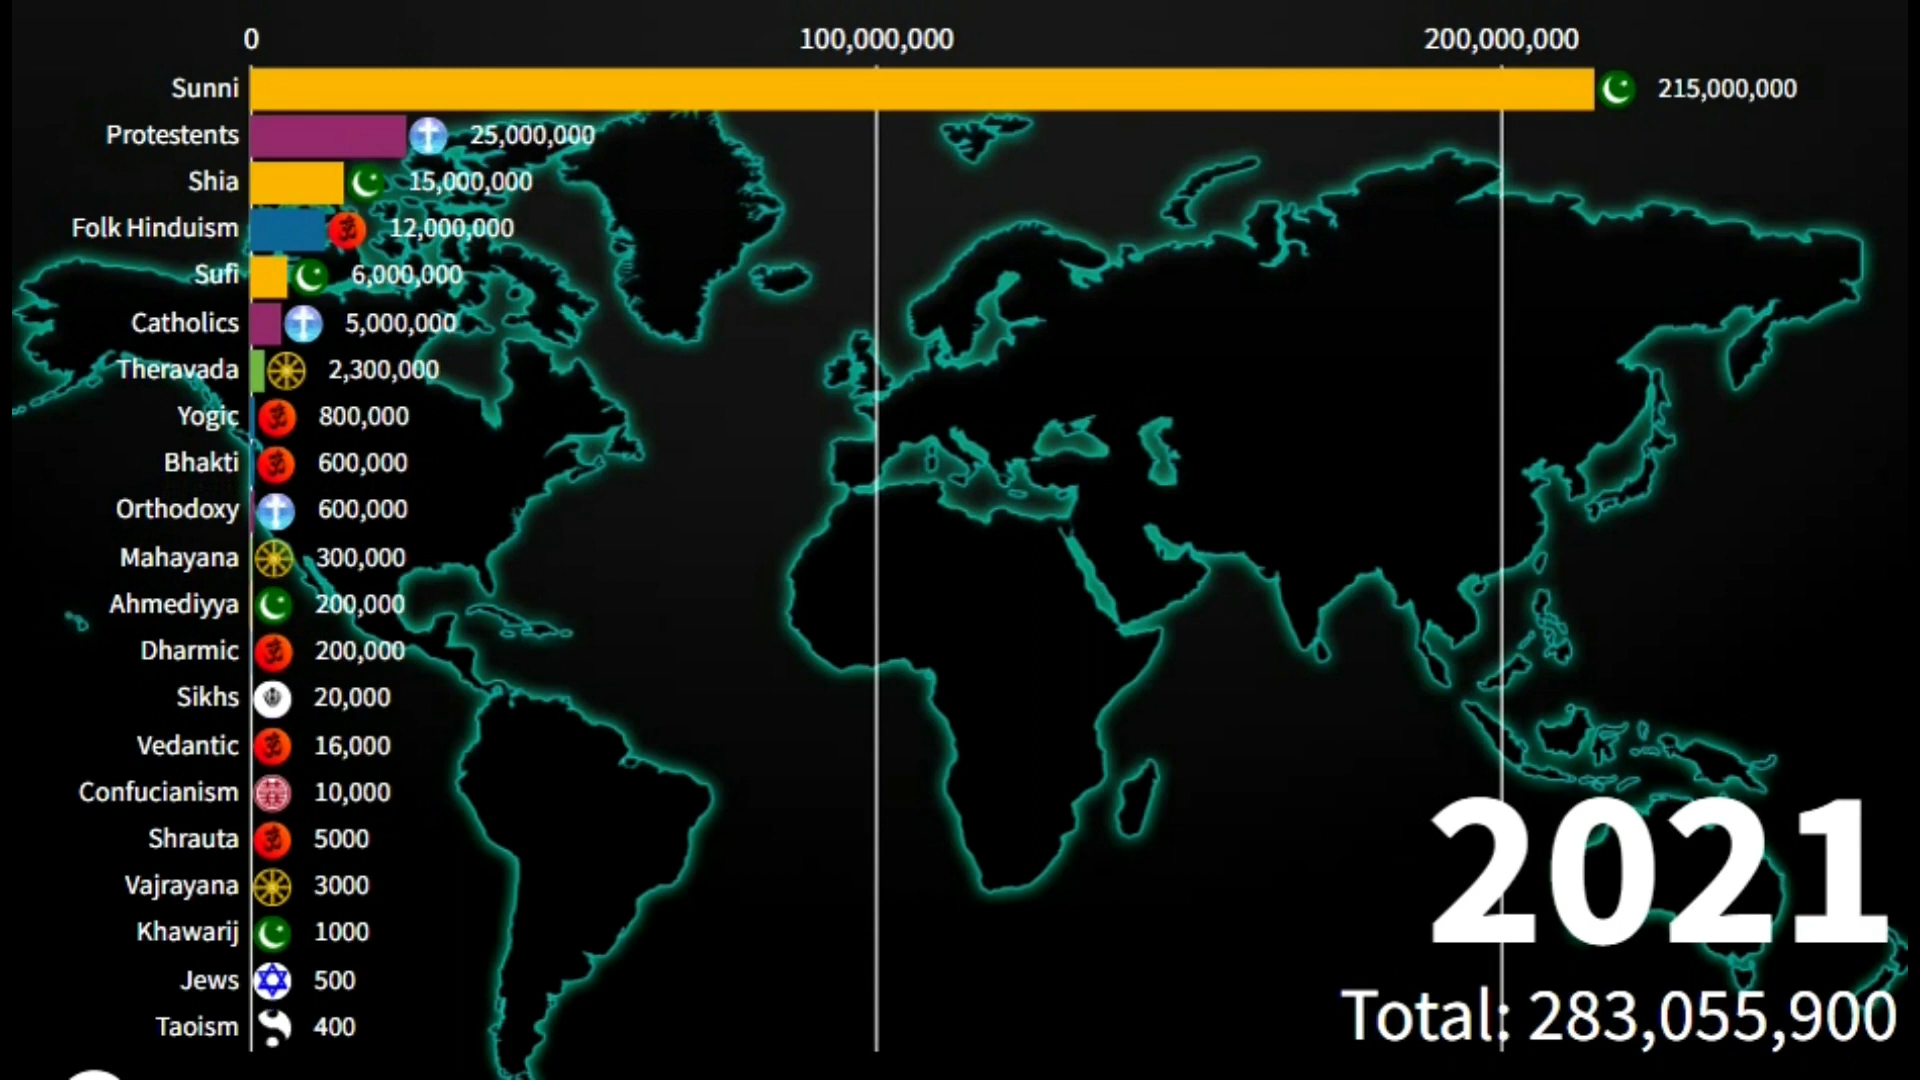 0 100,000,000 200,000,000
Sunni 215,000,000
Protestents 25,000,000
Shia 15,000,000
Folk Hinduism 12,000,000
Sufi 6,000,000
Catholics 5,000,000
Theravada 2,300,000
Yogic 800,000
Bhakti 600,000
Orthodoxy 600,000
Mahayana 300,000
Ahmediyya 200,000
Dharmic 200,000
Sikhs 20,000
Vedantic 16,000
Confucianism 10,000
Shrauta 5000
Vajrayana 3000
Khawarij 1000
Jews 500
Taoism 400
2021
Total: 283,055,900